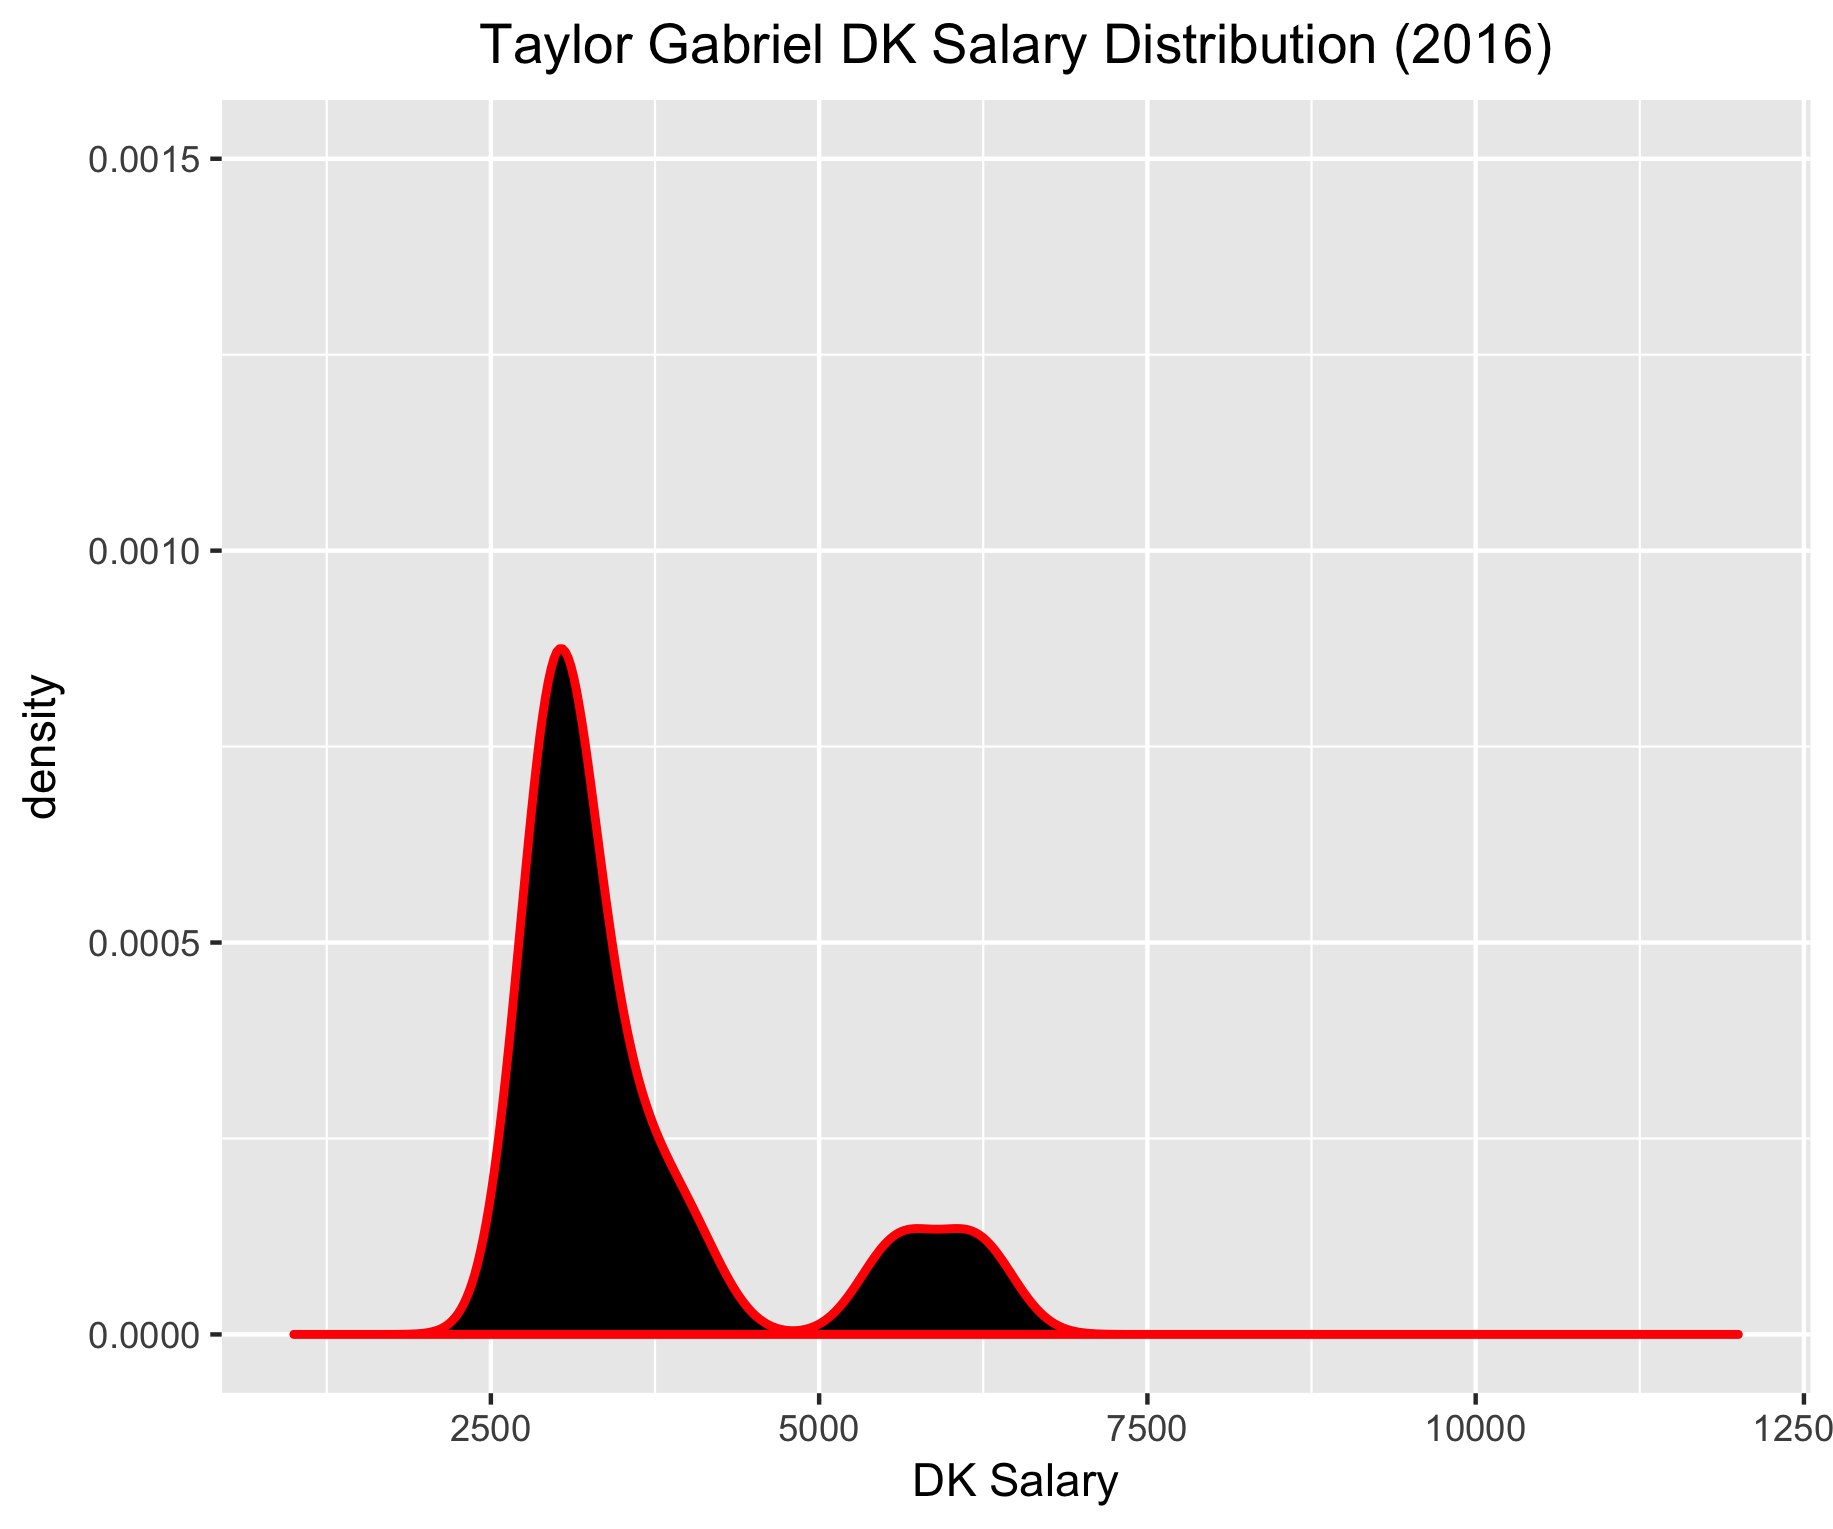 Taylor Gabriel DK Salary Distribution (2016)
0.0015
0.0010
0.0005
0.0000
density
2500 5000 7500 10000 1250
DK Salary